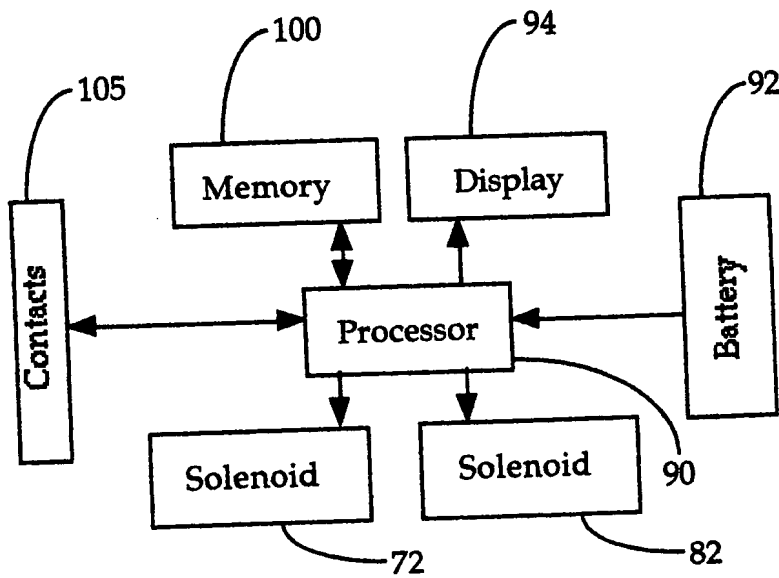 100
94
105
92
Memory
Display
Contacts
Processor
Battery
Solenoid
Solenoid
90
72
82